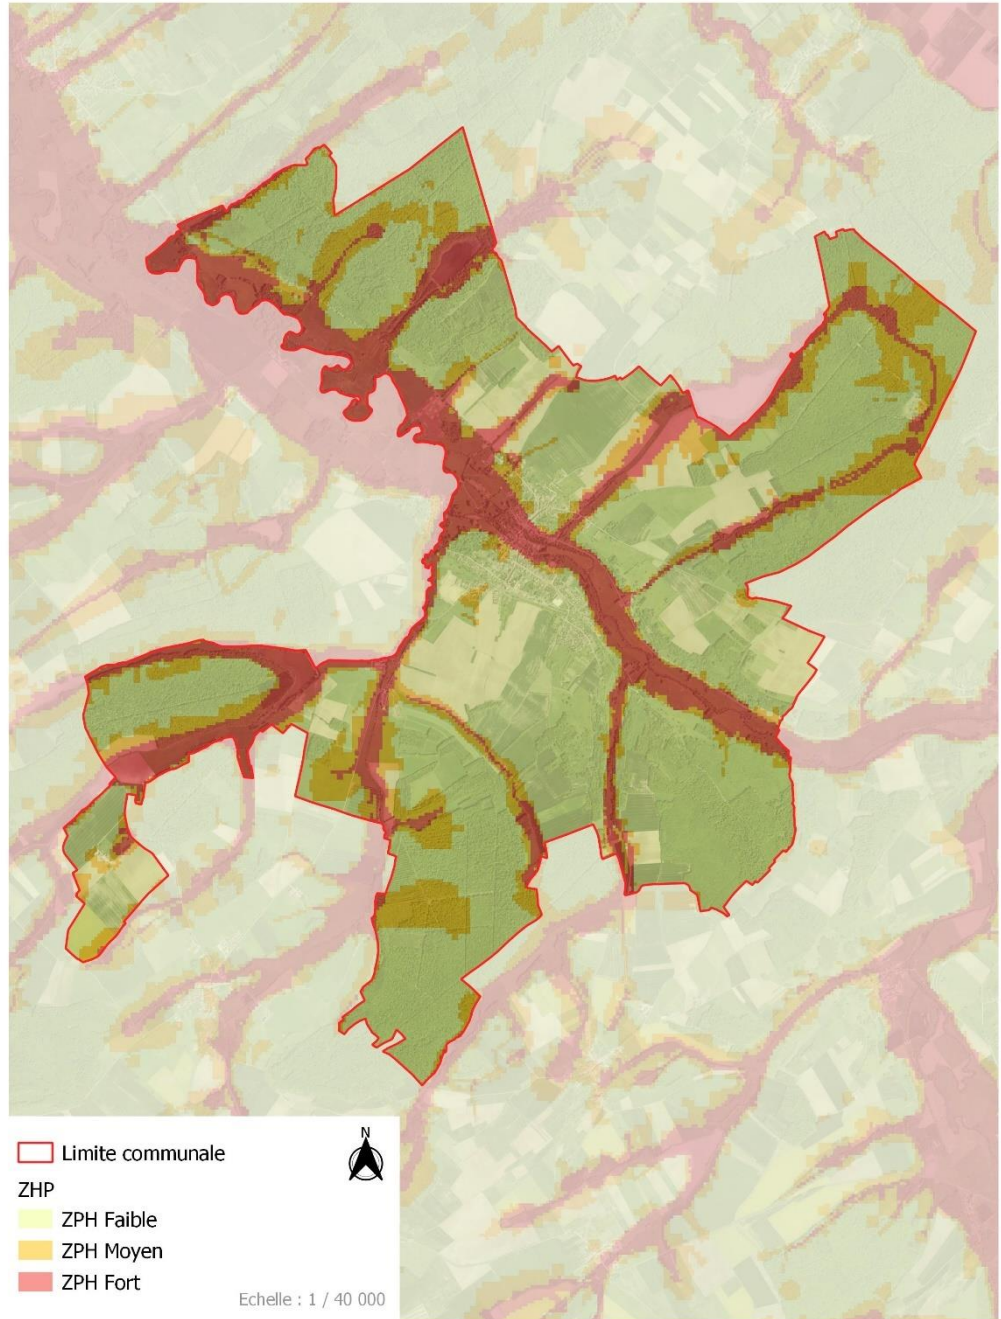 N
Limite communale
ZHP
ZPH Faible
ZPH Moyen
ZPH Fort
Echelle : 1 / 40 000